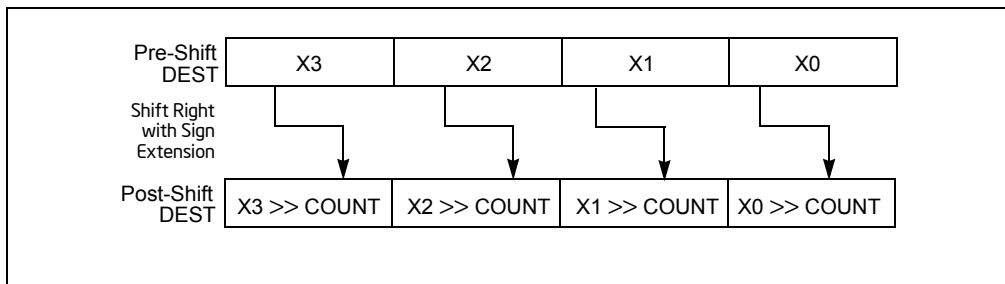 Pre-Shift
DEST
X3 X2 X1 X0
Shift Right
with Sign
Extension
Post-Shift
DEST
X3 >> COUNT X2 >> COUNT X1 >> COUNT X0 >> COUNT